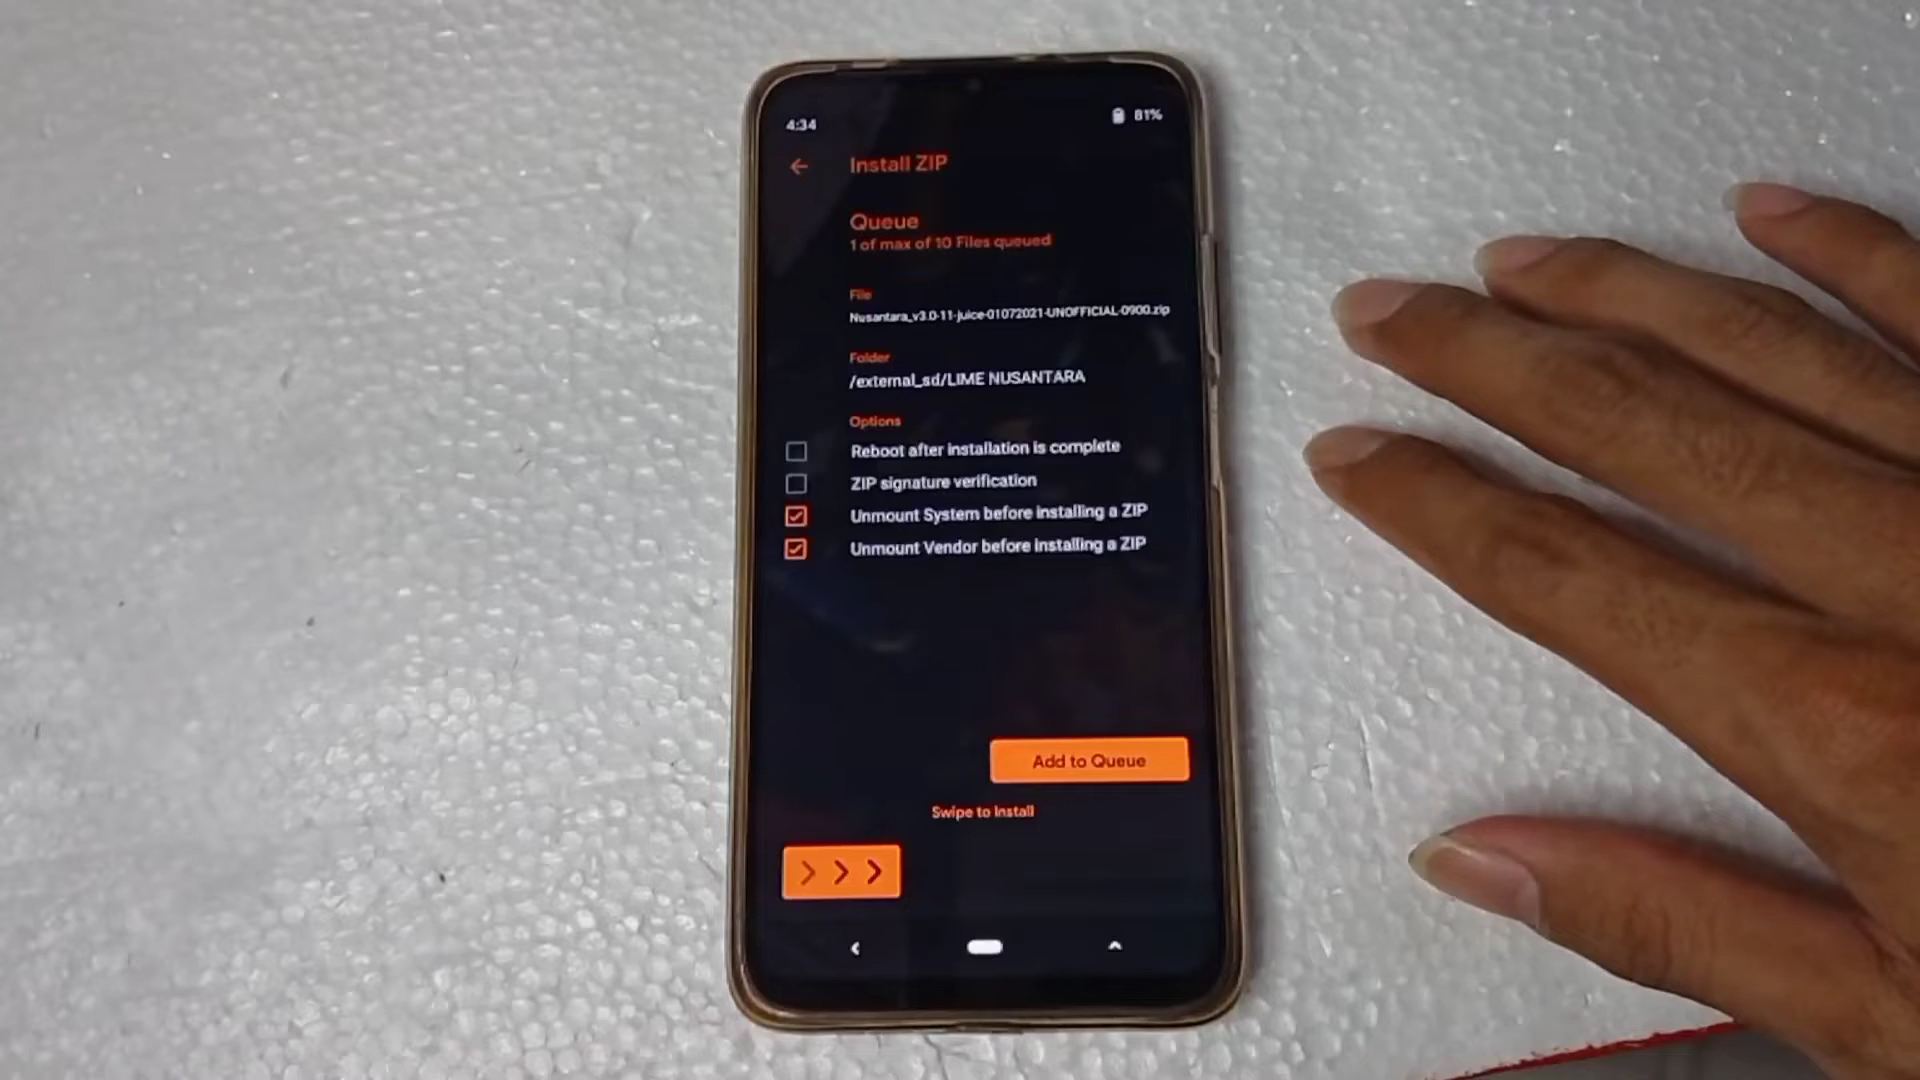 4:34
81%
Install ZIP
Queue
1 of max of 10 Files queued
File
Nusantara_v3.0-11-juice-01072021-UNOFFICIAL-0900.zip
Folder
/external_sd/LIME NUSANTARA
Options
Reboot after installation is complete
ZIP signature verification
Unmount System before installing a ZIP
Unmount Vendor before installing a ZIP
Add to Queue
Swipe to Install